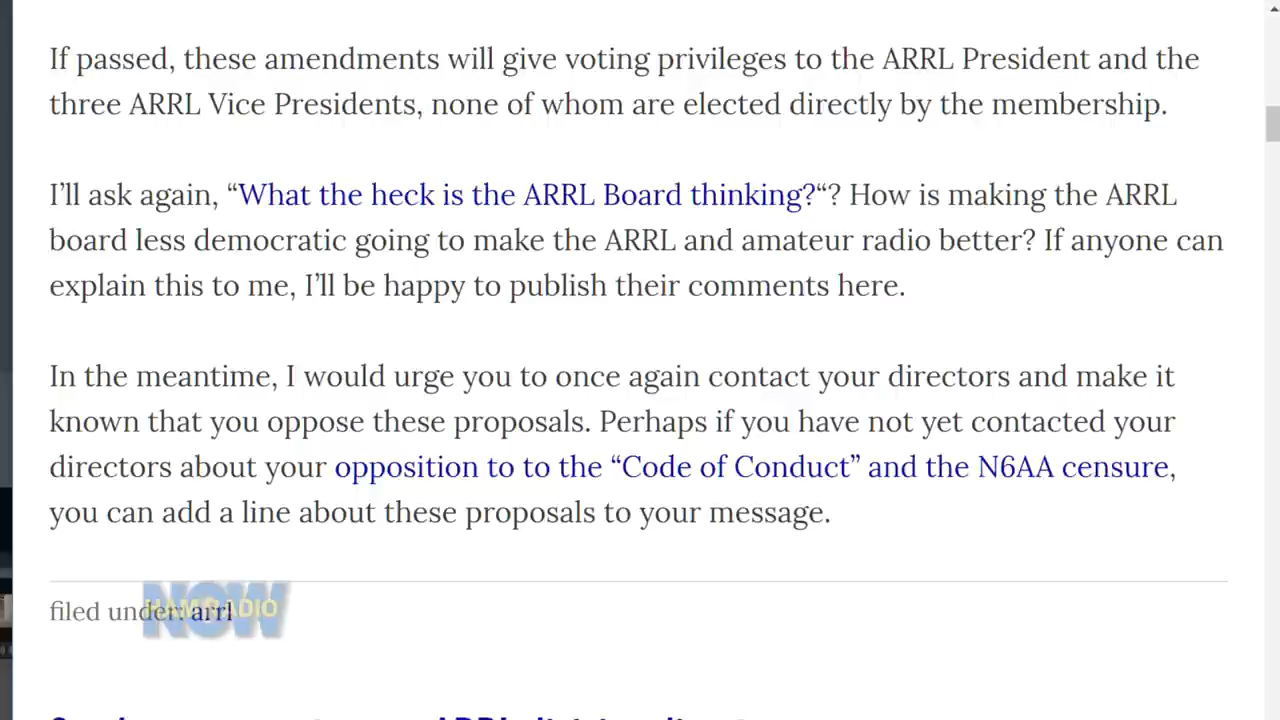 If passed, these amendments will give voting privileges to the ARRL President and the
three ARRL Vice Presidents, none of whom are elected directly by the membership.
I’ll ask again, “What the heck is the ARRL Board thinking?“? How is making the ARRL
board less democratic going to make the ARRL and amateur radio better? If anyone can
explain this to me, I’ll be happy to publish their comments here.
In the meantime, I would urge you to once again contact your directors and make it
known that you oppose these proposals. Perhaps if you have not yet contacted your
directors about your opposition to to the “Code of Conduct” and the N6AA censure,
you can add a line about these proposals to your message.
filed under: arrl
HAM RADIO
NOW